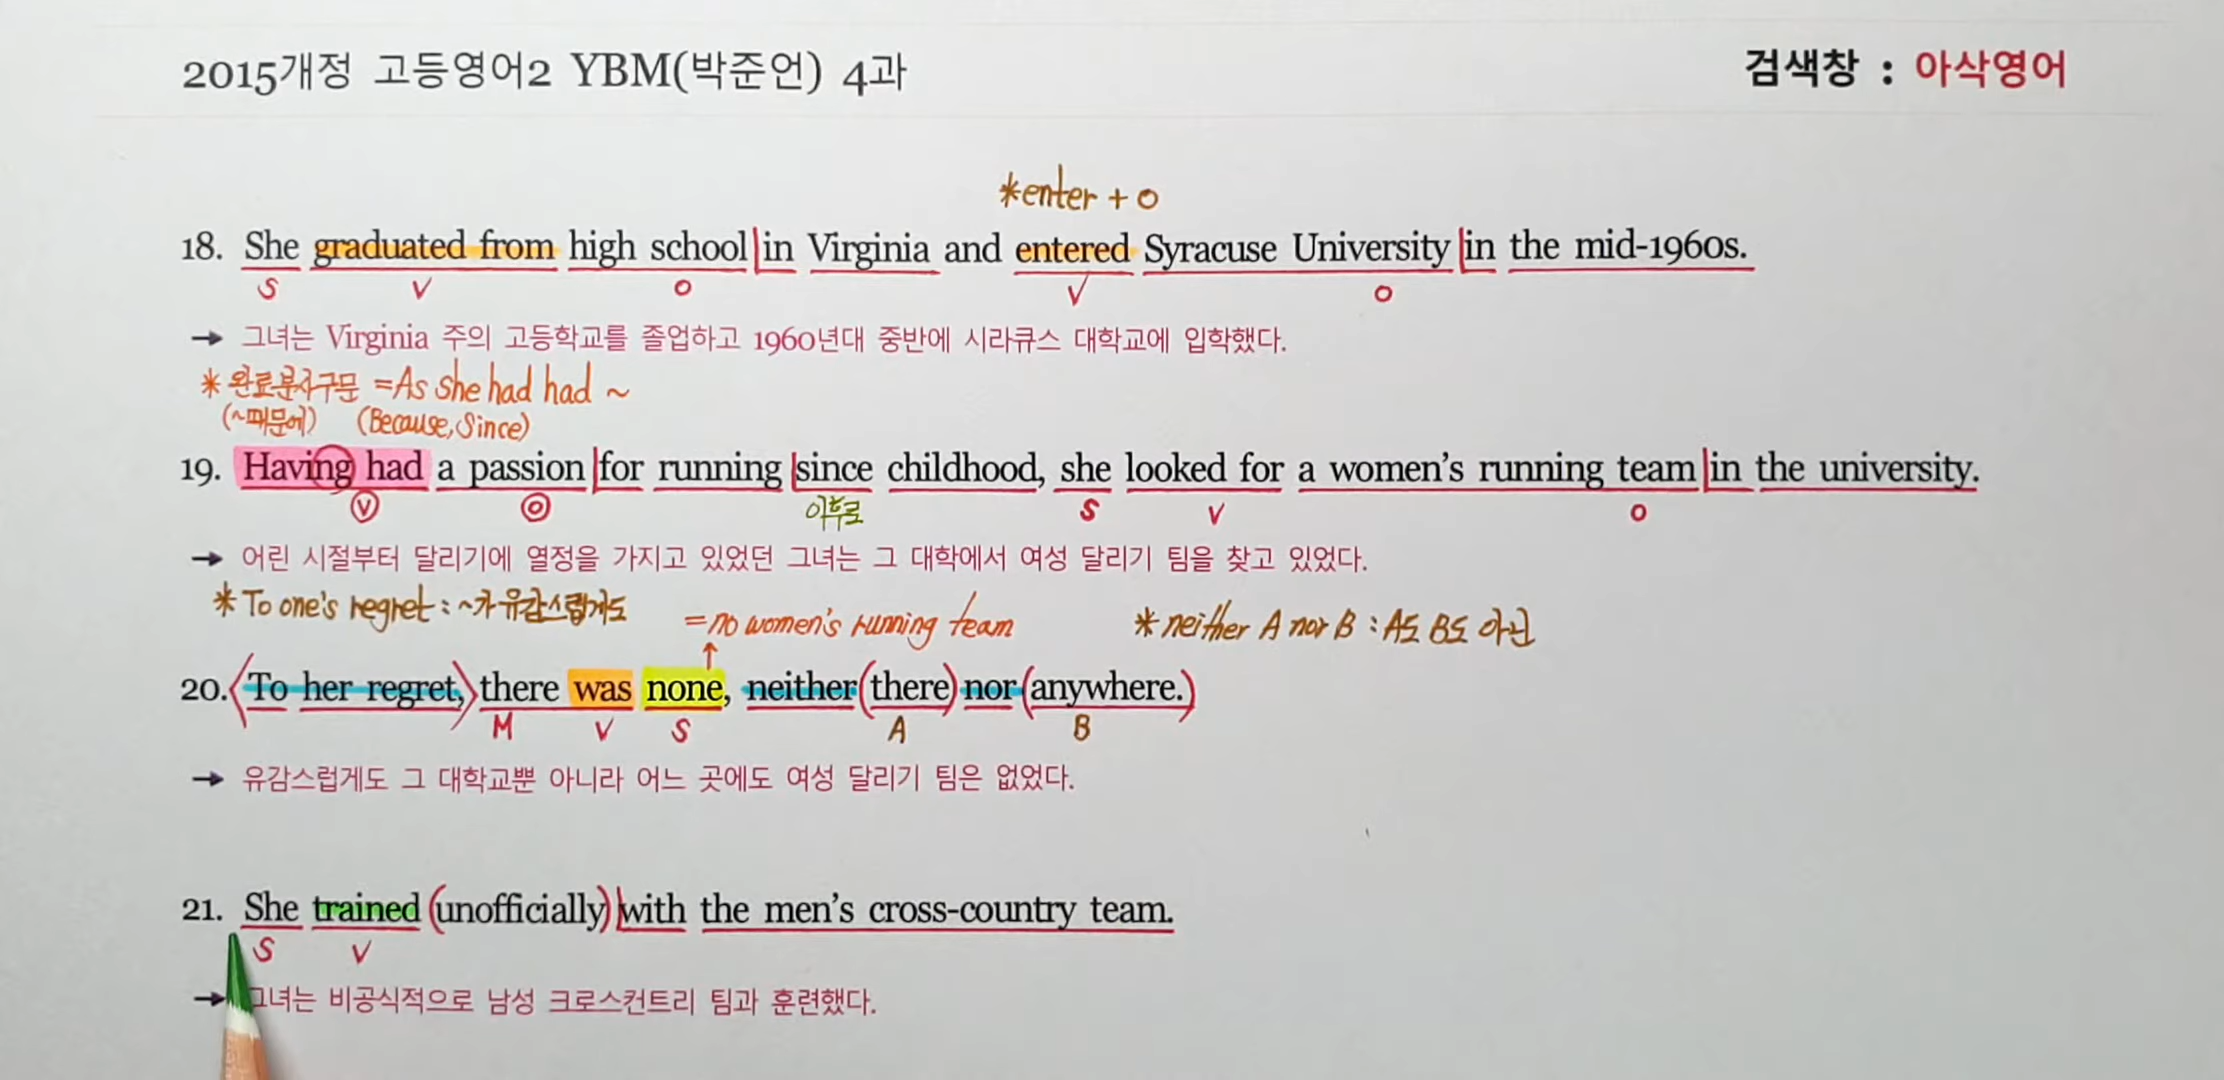 2015개정 고등영어2 YBM(박준언) 4과
검색창 : 아삭영어
*enter + O
18. She graduated from high school in Virginia and entered Syracuse University in the mid-1960s.
S V O V O
→ 그녀는 Virginia 주의 고등학교를 졸업하고 1960년대 중반에 시라큐스 대학교에 입학했다.
* 완료분사구문 = As she had had ~
(~때문에) (Because, Since)
19. Having had a passion for running since childhood, she looked for a women's running team in the university.
V O 이후로 S V O
→ 어린 시절부터 달리기에 열정을 가지고 있었던 그녀는 그 대학에서 여성 달리기 팀을 찾고 있었다.
* To one's regret : ~가 유감스럽게도
= no women's running team
* neither A nor B : A도 B도 아닌
20. To her regret, there was none, neither (there) nor (anywhere.)
M V S A B
→ 유감스럽게도 그 대학교뿐 아니라 어느 곳에도 여성 달리기 팀은 없었다.
21. She trained (unofficially) with the men's cross-country team.
S V
→ 그녀는 비공식적으로 남성 크로스컨트리 팀과 훈련했다.